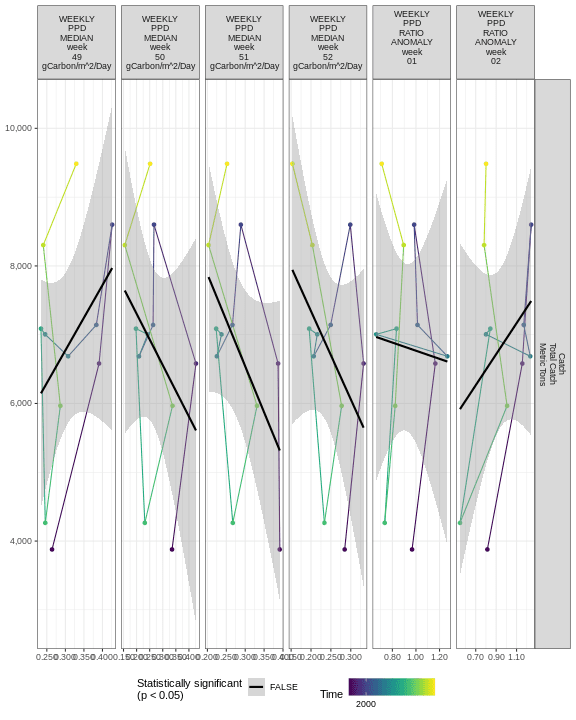 WEEKLY
PPD
MEDIAN
week
49
gCarbon/m^2/Day
WEEKLY
PPD
MEDIAN
week
50
gCarbon/m^2/Day
WEEKLY
PPD
MEDIAN
week
51
gCarbon/m^2/Day
WEEKLY
PPD
MEDIAN
week
52
gCarbon/m^2/Day
WEEKLY
PPD
RATIO
ANOMALY
week
01
WEEKLY
PPD
RATIO
ANOMALY
week
02
10,000
8,000
6,000
4,000
Catch
Total Catch
Metric Tons
0.250 0.300 0.350 0.400
0.200 0.250 0.350
0.200 0.300
0.80 1.00 1.20
0.70 0.90 1.10
Statistically significant
(p < 0.05)
FALSE
Time
2000